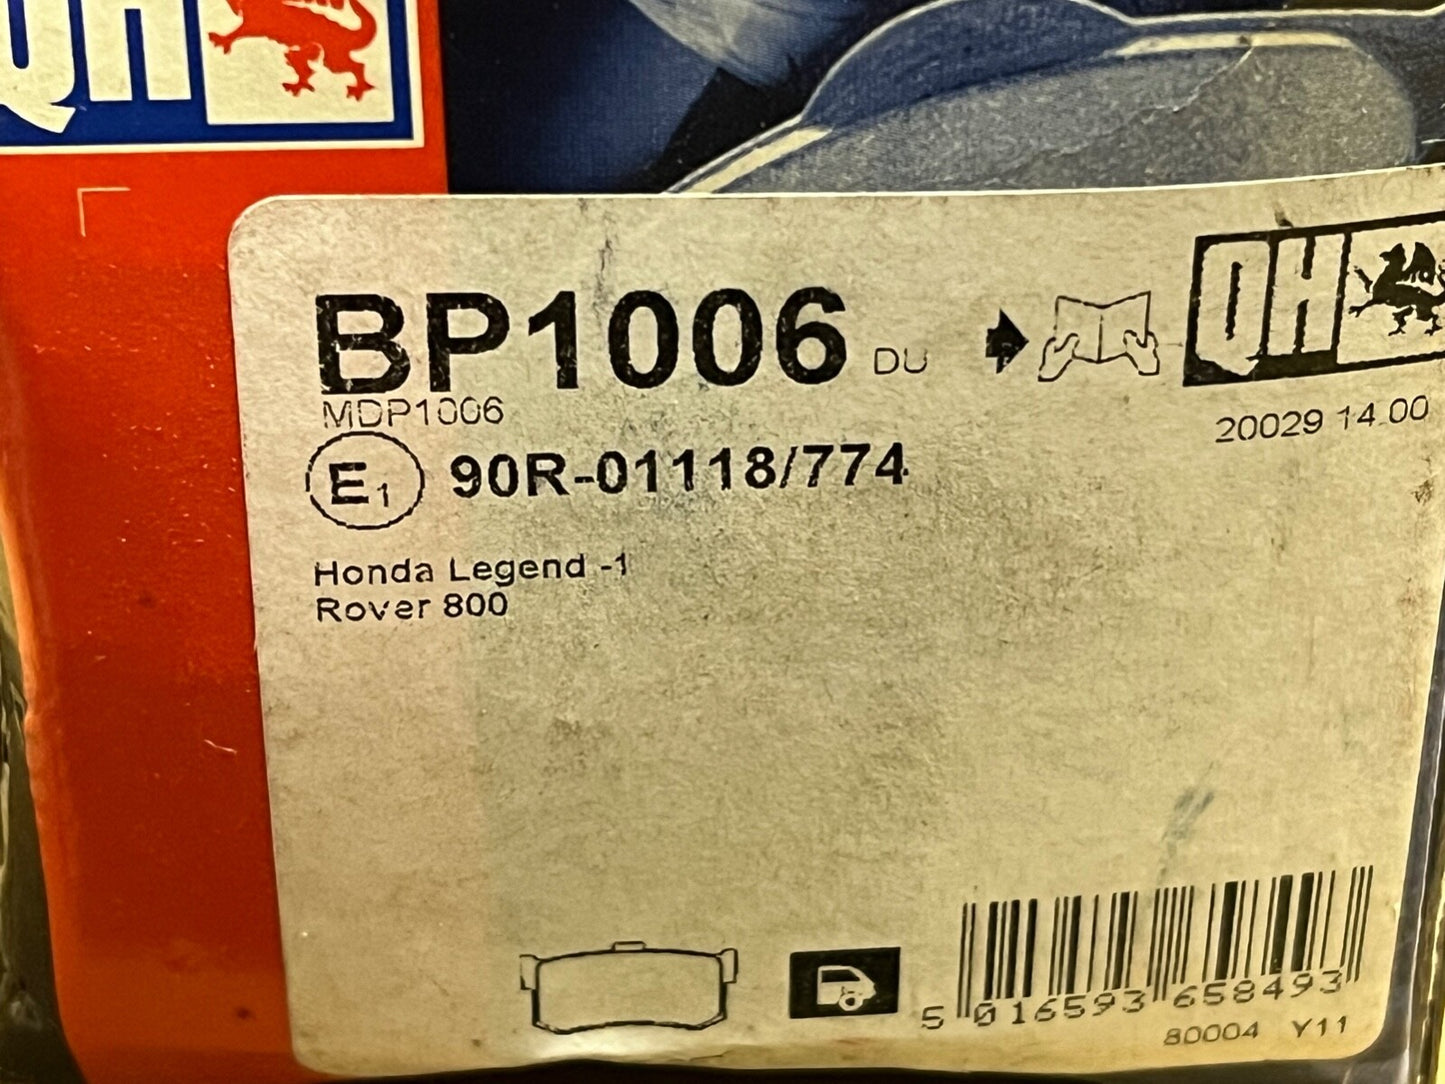 QH
BP1006 DU
QH
MDP1006
20029 14.00
E1 90R-01118/774
Honda Legend -1
Rover 800
5 016593 658493
80004 Y11